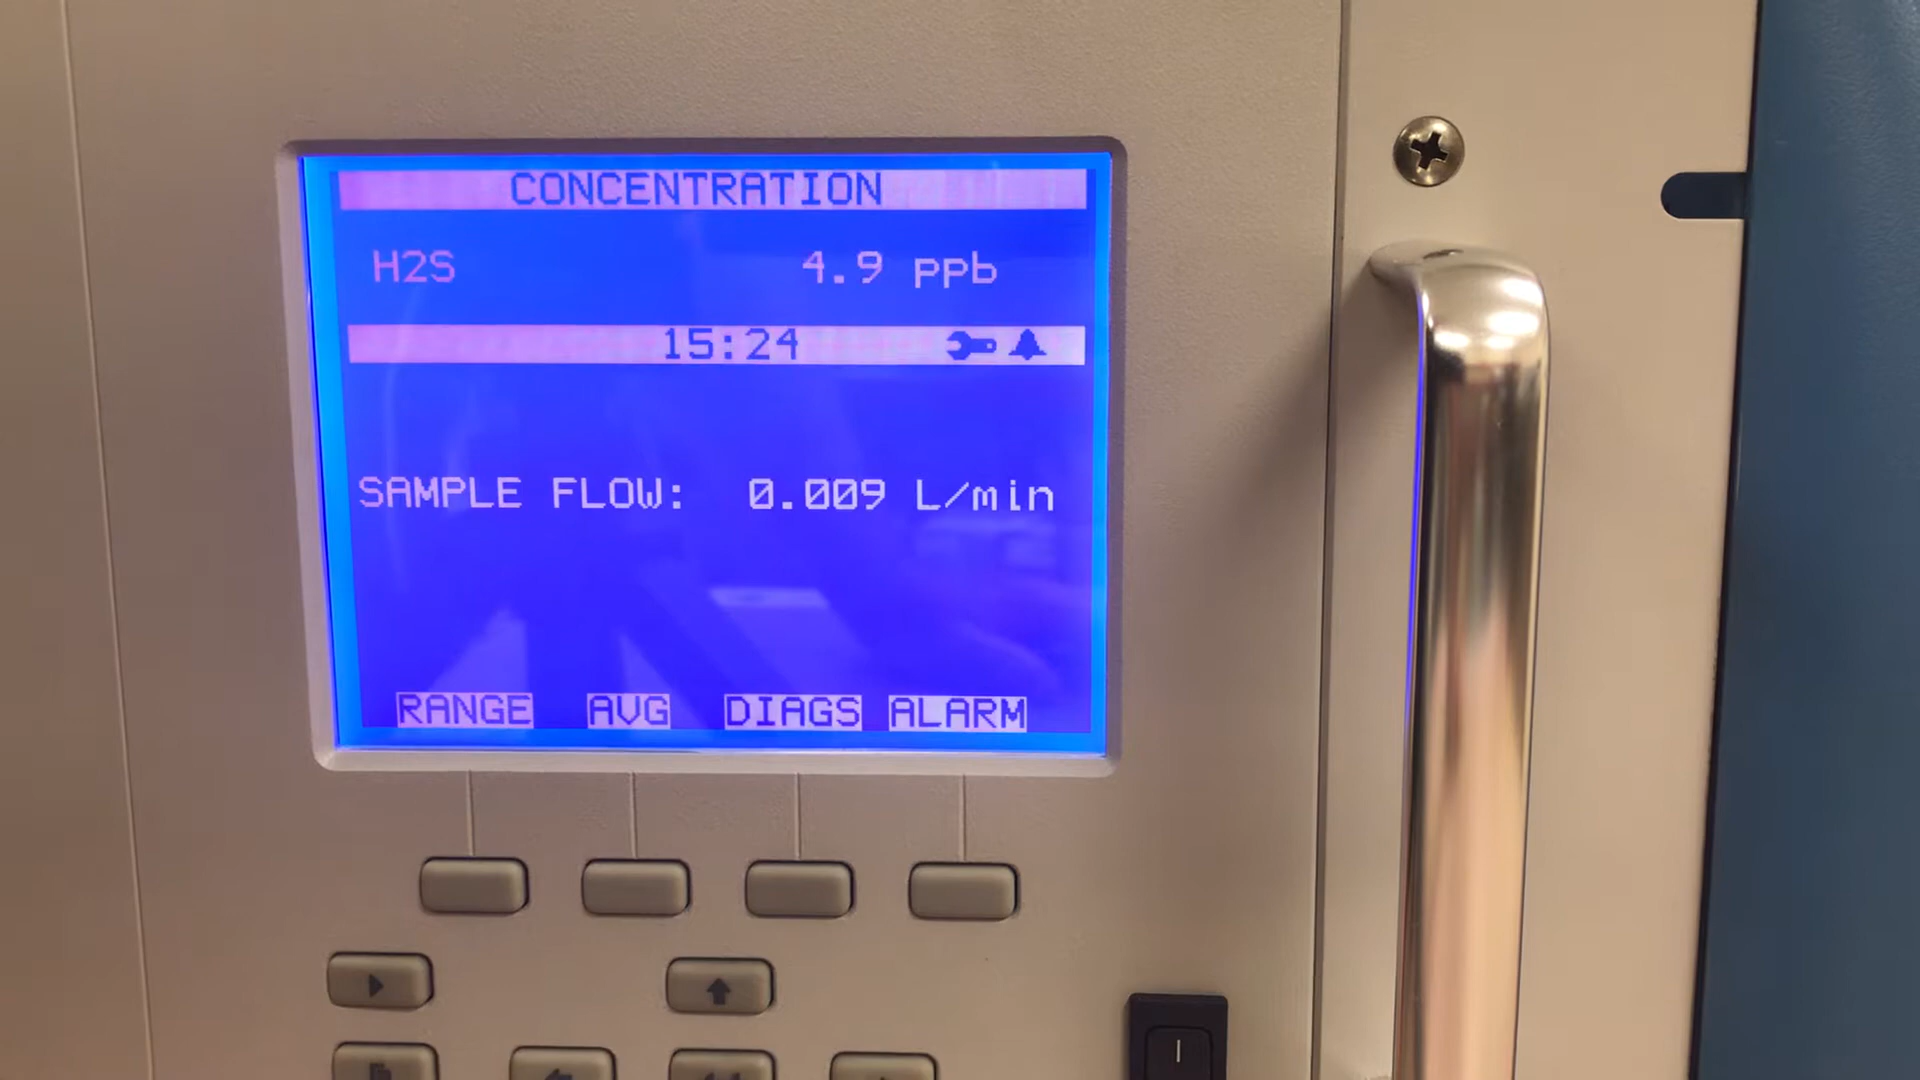 CONCENTRATION
H2S 4.9 ppb
15:24
SAMPLE FLOW: 0.009 L/min
RANGE AVG DIAGS ALARM